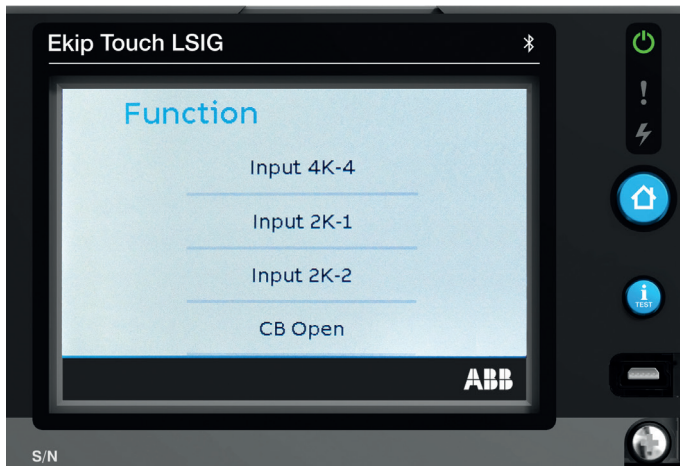 Ekip Touch LSIG
Function
Input 4K-4
Input 2K-1
Input 2K-2
CB Open
ABB
i
TEST
S/N